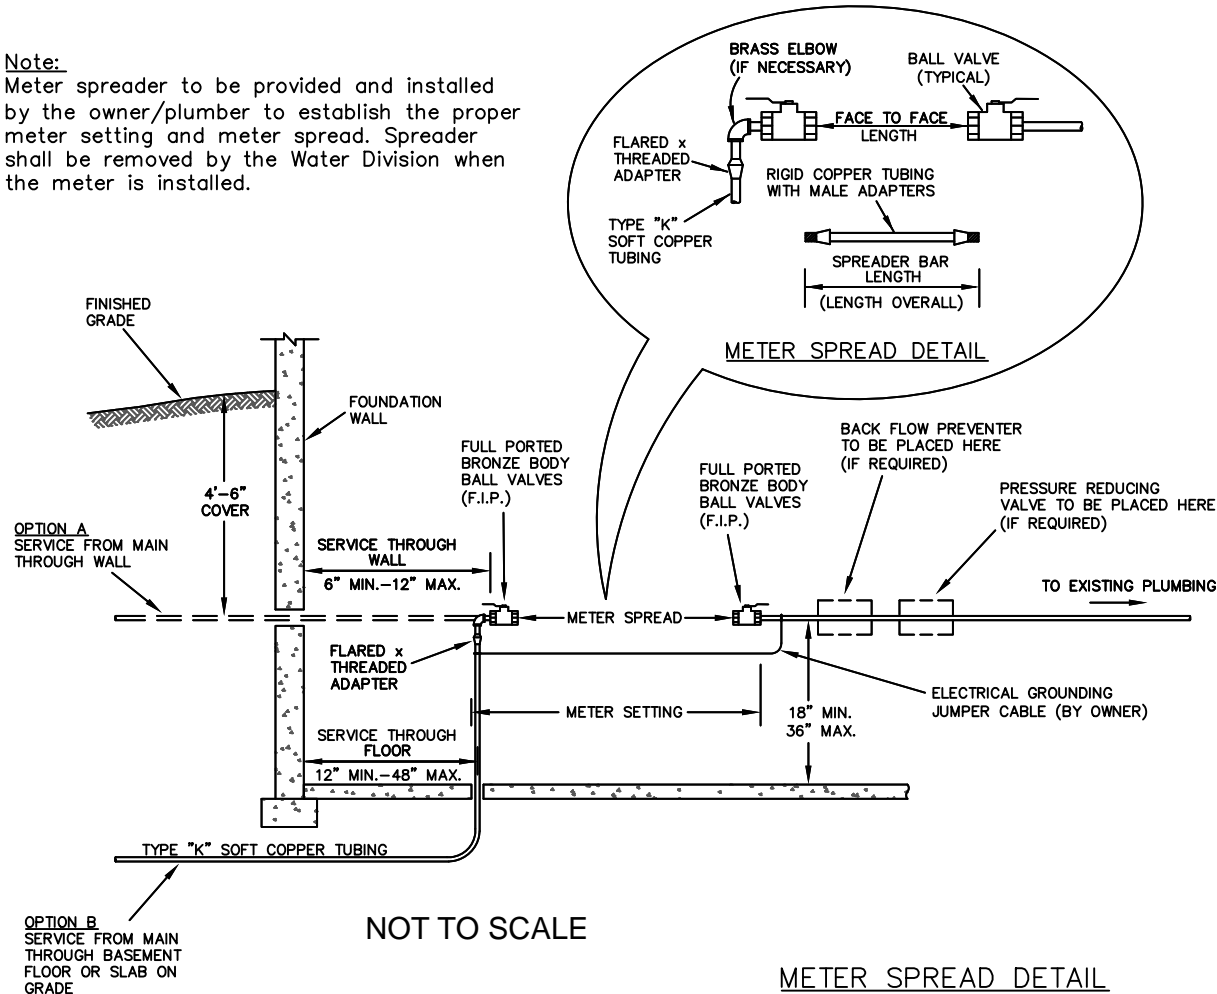 Note:
Meter spreader to be provided and installed
by the owner/plumber to establish the proper
meter setting and meter spread. Spreader
shall be removed by the Water Division when
the meter is installed.
BRASS ELBOW
(IF NECESSARY)
BALL VALVE
(TYPICAL)
FACE TO FACE
LENGTH
FLARED x
THREADED
ADAPTER
RIGID COPPER TUBING
WITH MALE ADAPTERS
TYPE "K"
SOFT COPPER
TUBING
SPREADER BAR
LENGTH
(LENGTH OVERALL)
METER SPREAD DETAIL
FINISHED
GRADE
FOUNDATION
WALL
4'-6"
COVER
FULL PORTED
BRONZE BODY
BALL VALVES
(F.I.P.)
FULL PORTED
BRONZE BODY
BALL VALVES
(F.I.P.)
BACK FLOW PREVENTER
TO BE PLACED HERE
(IF REQUIRED)
PRESSURE REDUCING
VALVE TO BE PLACED HERE
(IF REQUIRED)
OPTION A
SERVICE FROM MAIN
THROUGH WALL
SERVICE THROUGH
WALL
6" MIN.-12" MAX.
TO EXISTING PLUMBING
METER SPREAD
FLARED x
THREADED
ADAPTER
METER SETTING
18" MIN.
36" MAX.
ELECTRICAL GROUNDING
JUMPER CABLE (BY OWNER)
SERVICE THROUGH
FLOOR
12" MIN.-48" MAX.
TYPE "K" SOFT COPPER TUBING
OPTION B
SERVICE FROM MAIN
THROUGH BASEMENT
FLOOR OR SLAB ON
GRADE
NOT TO SCALE
METER SPREAD DETAIL